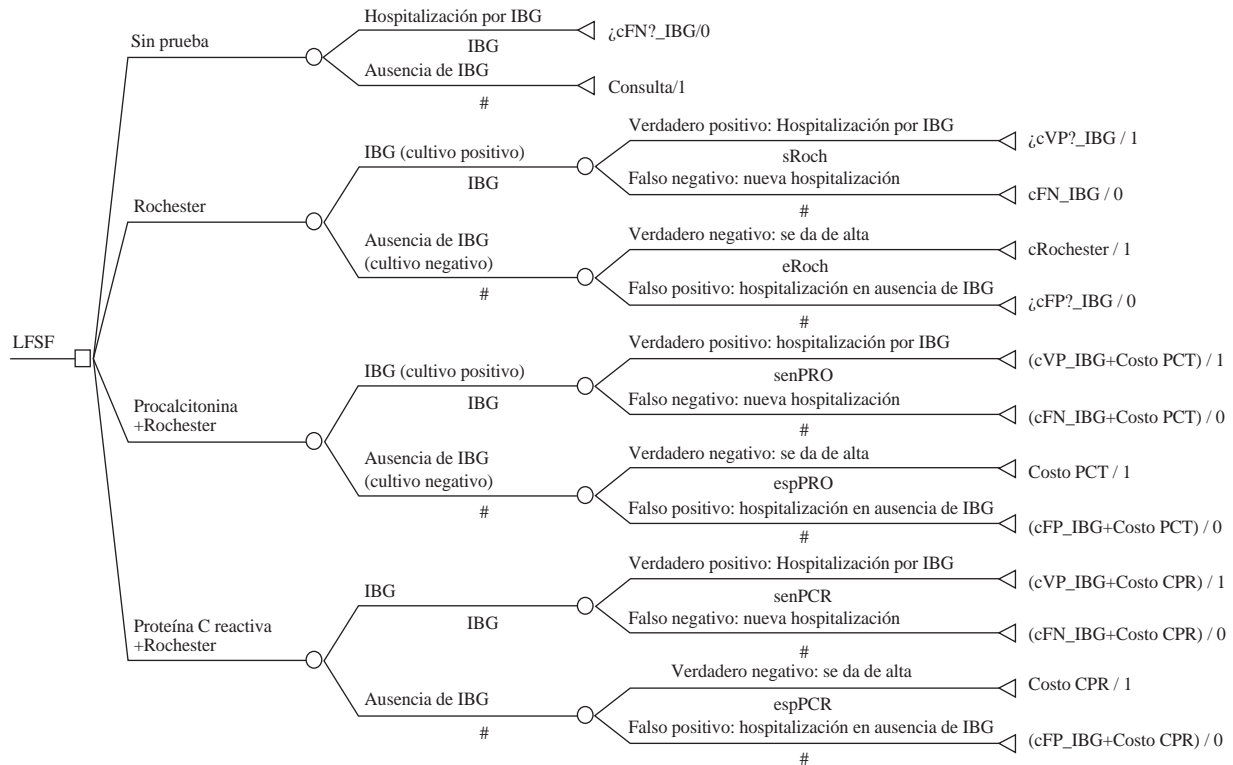 LFSF
Sin prueba
Hospitalización por IBG
IBG
¿cFN?_IBG/0
Ausencia de IBG
#
Consulta/1
Rochester
IBG (cultivo positivo)
IBG
Verdadero positivo: Hospitalización por IBG
sRoch
¿cVP?_IBG / 1
Falso negativo: nueva hospitalización
#
cFN_IBG / 0
Ausencia de IBG
(cultivo negativo)
#
Verdadero negativo: se da de alta
eRoch
cRochester / 1
Falso positivo: hospitalización en ausencia de IBG
#
¿cFP?_IBG / 0
Procalcitonina
+Rochester
IBG (cultivo positivo)
IBG
Verdadero positivo: hospitalización por IBG
senPRO
(cVP_IBG+Costo PCT) / 1
Falso negativo: nueva hospitalización
#
(cFN_IBG+Costo PCT) / 0
Ausencia de IBG
(cultivo negativo)
#
Verdadero negativo: se da de alta
espPRO
Costo PCT / 1
Falso positivo: hospitalización en ausencia de IBG
#
(cFP_IBG+Costo PCT) / 0
Proteína C reactiva
+Rochester
IBG
IBG
Verdadero positivo: Hospitalización por IBG
senPCR
(cVP_IBG+Costo CPR) / 1
Falso negativo: nueva hospitalización
#
(cFN_IBG+Costo CPR) / 0
Ausencia de IBG
#
Verdadero negativo: se da de alta
espPCR
Costo CPR / 1
Falso positivo: hospitalización en ausencia de IBG
#
(cFP_IBG+Costo CPR) / 0